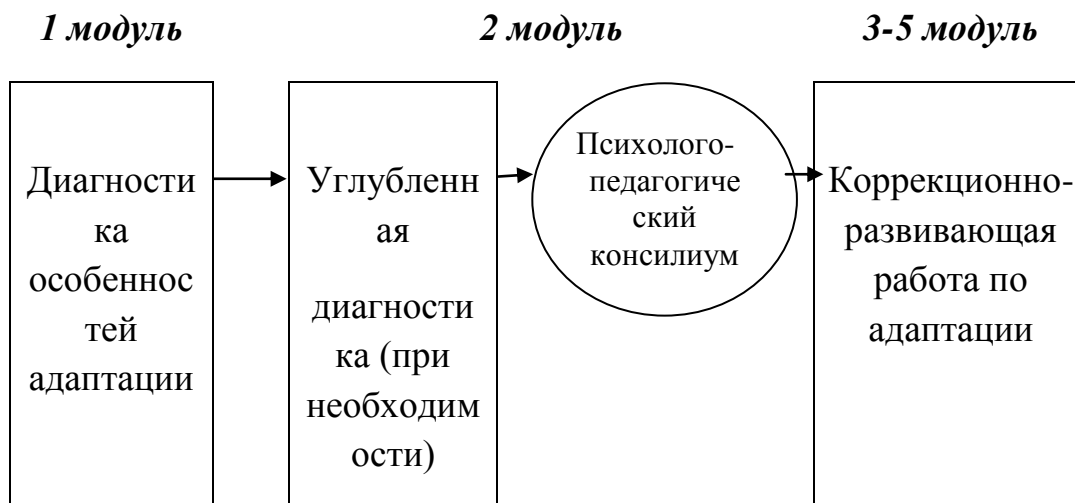 1 модуль
2 модуль
3-5 модуль
Диагности
ка
особеннос
тей
адаптации
Углубленн
ая
диагности
ка (при
необходим
ости)
Психолого-
педагогиче
ский
консилиум
Коррекционно-
развивающая
работа по
адаптации